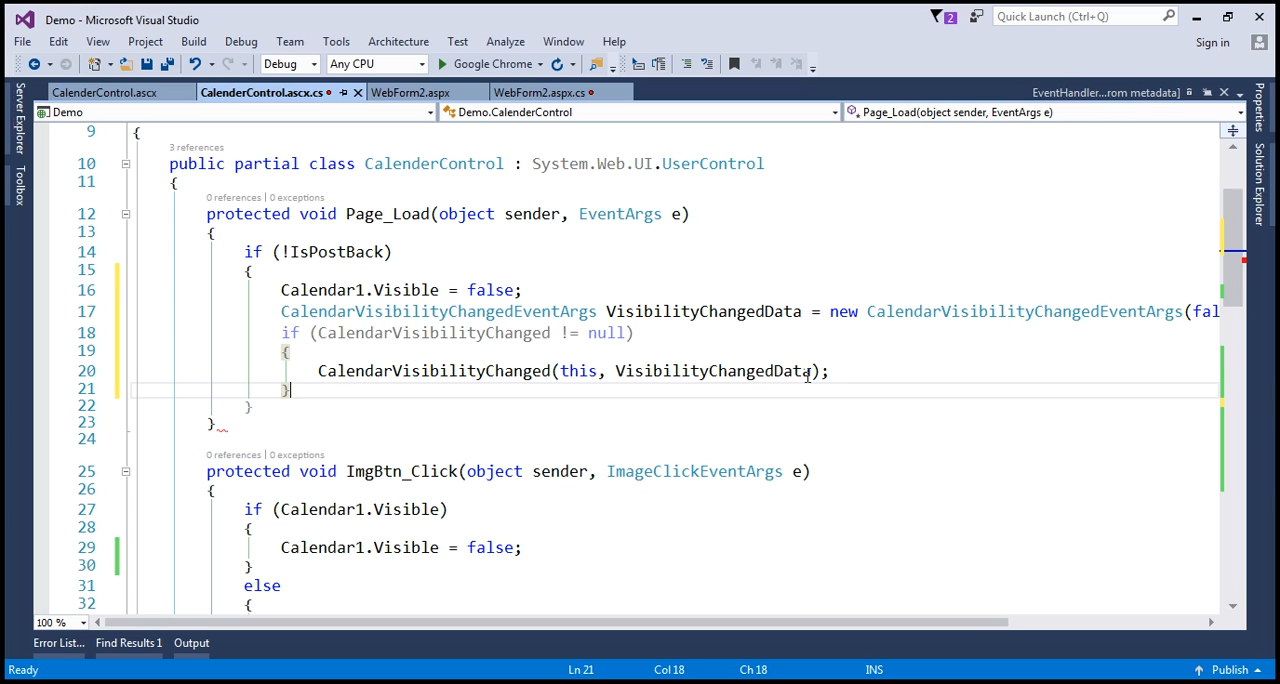 Demo - Microsoft Visual Studio
2
Quick Launch (Ctrl+Q)
File Edit View Project Build Debug Team Tools Architecture Test Analyze Window Help
Sign in
Debug Any CPU Google Chrome
CalenderControl.ascx CalenderControl.ascx.cs WebForm2.aspx WebForm2.aspx.cs EventHandler...rom metadata]
Demo Demo.CalenderControl Page_Load(object sender, EventArgs e)
Server Explorer
Toolbox
Properties
Solution Explorer
9 {
3 references
10 public partial class CalenderControl : System.Web.UI.UserControl
11 {
0 references | 0 exceptions
12 protected void Page_Load(object sender, EventArgs e)
13 {
14 if (!IsPostBack)
15 {
16 Calendar1.Visible = false;
17 CalendarVisibilityChangedEventArgs VisibilityChangedData = new CalendarVisibilityChangedEventArgs(fal
18 if (CalendarVisibilityChanged != null)
19 {
20 CalendarVisibilityChanged(this, VisibilityChangedData);
21 }
22 }
23 }
24
0 references | 0 exceptions
25 protected void ImgBtn_Click(object sender, ImageClickEventArgs e)
26 {
27 if (Calendar1.Visible)
28 {
29 Calendar1.Visible = false;
30 }
31 else
32 {
100 %
Error List... Find Results 1 Output
Ready Ln 21 Col 18 Ch 18 INS Publish